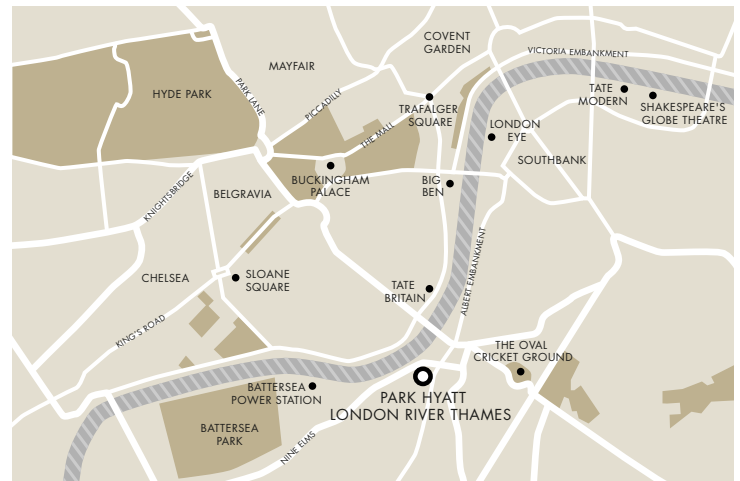 COVENT
GARDEN
VICTORIA EMBANKMENT
MAYFAIR
HYDE PARK
PARK LANE
PICCADILLY
TRAFALGER
SQUARE
TATE
MODERN
SHAKESPEARE'S
GLOBE THEATRE
THE MALL
LONDON
EYE
SOUTHBANK
BUCKINGHAM
PALACE
BIG
BEN
KNIGHTSBRIDGE
BELGRAVIA
ALBERT EMBANKMENT
CHELSEA
SLOANE
SQUARE
TATE
BRITAIN
KING'S ROAD
THE OVAL
CRICKET GROUND
BATTERSEA
POWER STATION
PARK HYATT
LONDON RIVER THAMES
BATTERSEA
PARK
NINE ELMS